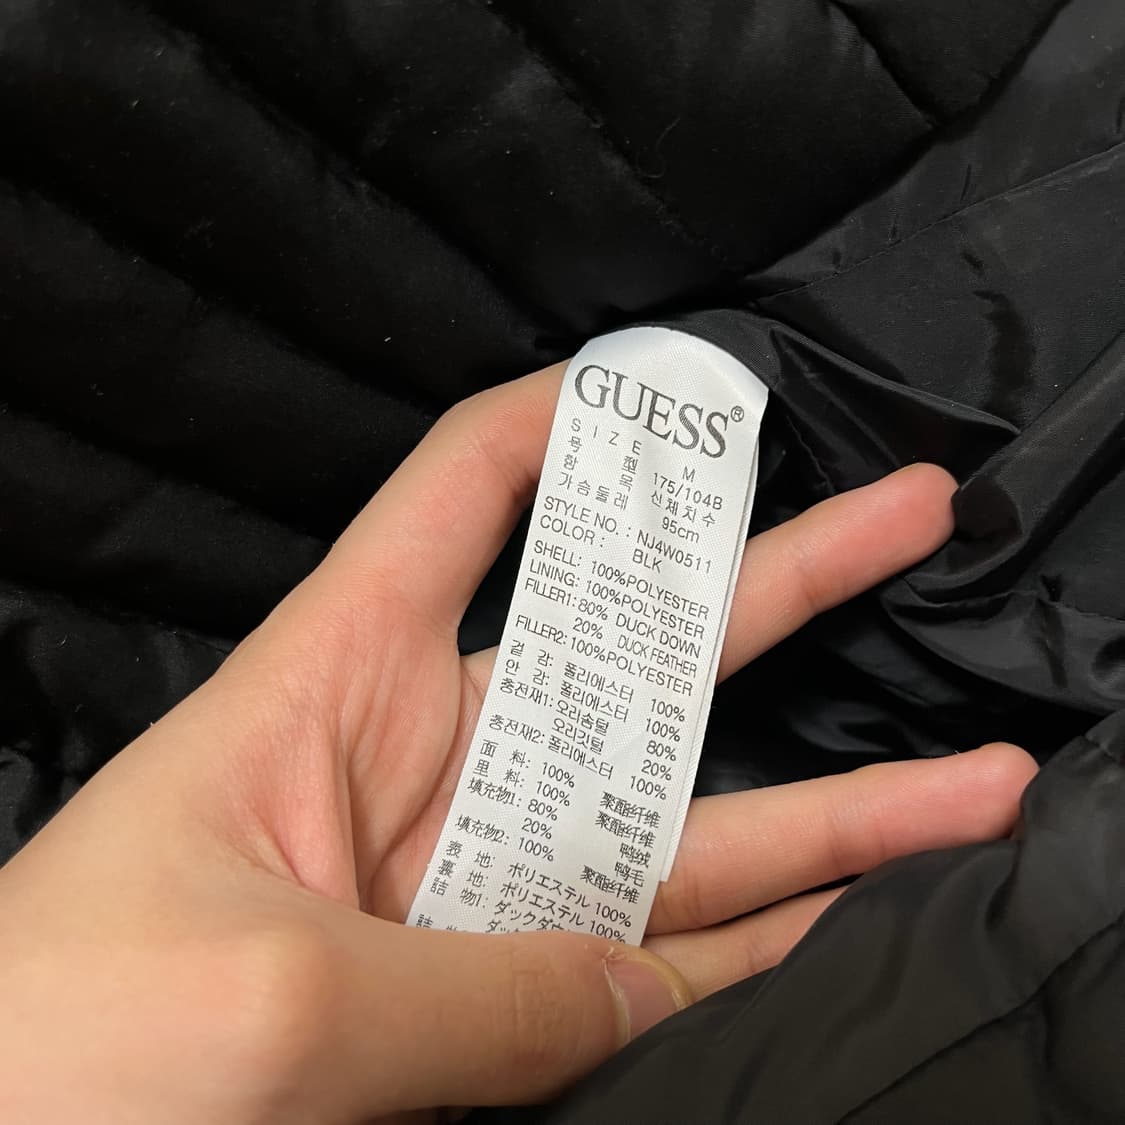 GUESS®
SIZE M
号 型 175/104B
항 목 신체치수
가슴둘레 95cm
STYLE NO. : NJ4W0511
COLOR : BLK
SHELL: 100%POLYESTER
LINING: 100%POLYESTER
FILLER1: 80% DUCK DOWN
20% DUCK FEATHER
FILLER2: 100%POLYESTER
겉 감: 폴리에스터 100%
안 감: 폴리에스터 100%
충전재1: 오리솜털 80%
오리깃털 20%
충전재2: 폴리에스터 100%
面 料: 100% 聚酯纤维
里 料: 100% 聚酯纤维
填充物1: 80% 鸭绒
20% 鸭毛
填充物2: 100% 聚酯纤维
表 地: ポリエステル 100%
裏 地: ポリエステル 100%
詰 物1: ダックダウ